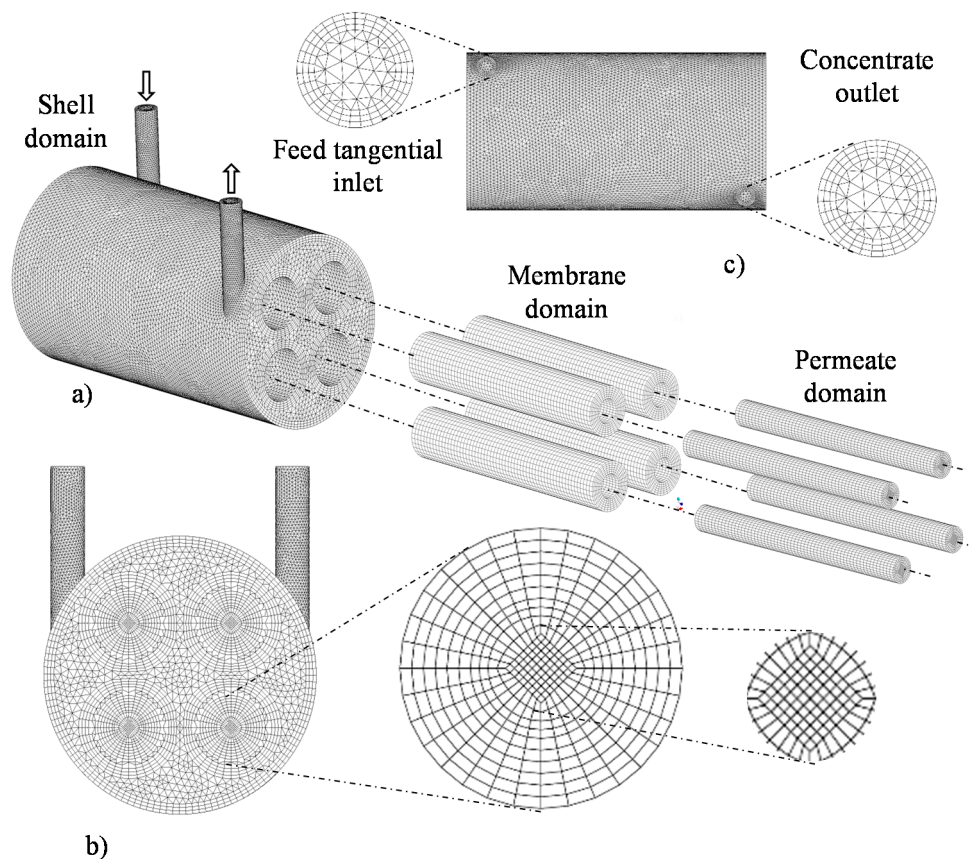 Shell
domain
Feed tangential
inlet
Concentrate
outlet
c)
a)
Membrane
domain
Permeate
domain
b)